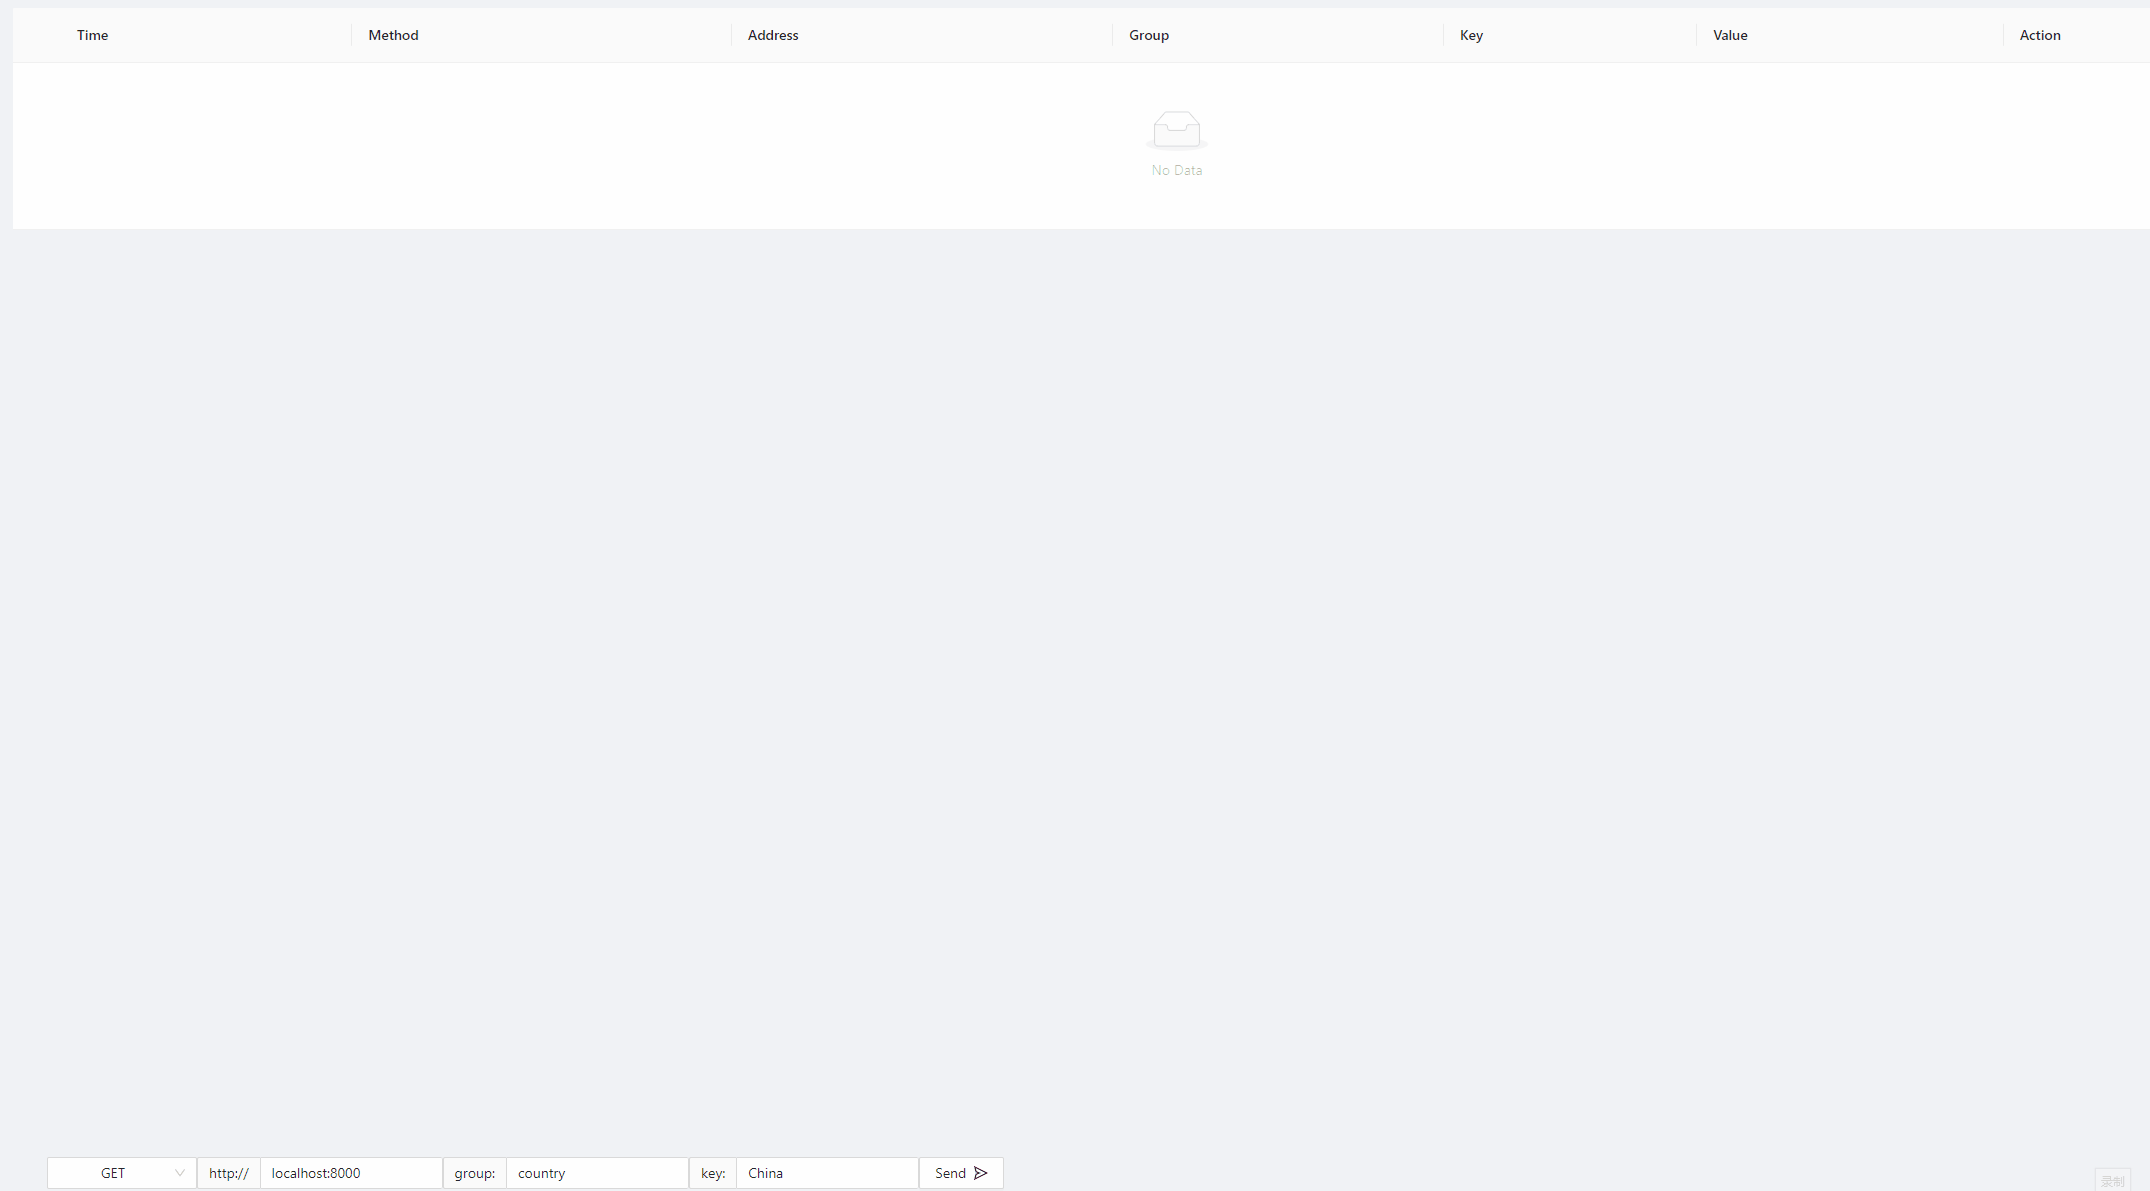 Time Method Address Group Key Value Action
No Data
GET http:// localhost:8000 group: country key: China Send
录制